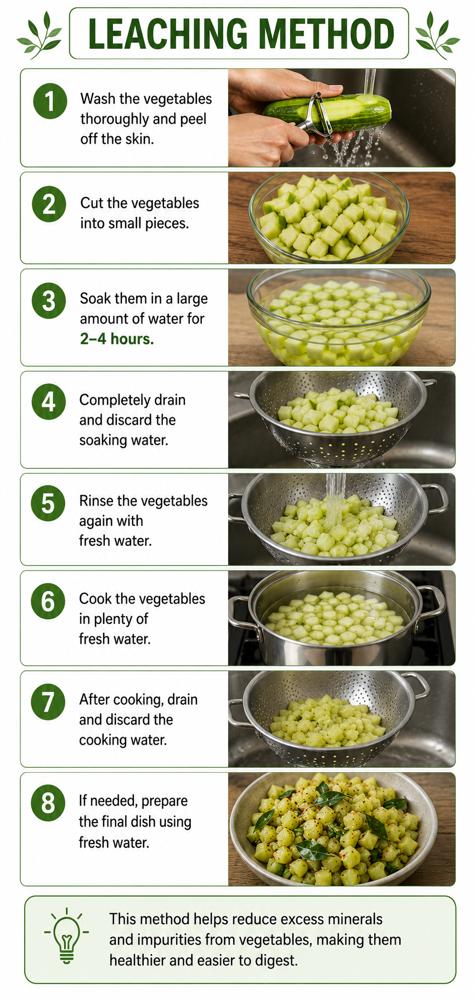 LEACHING METHOD
1
Wash the vegetables
thoroughly and peel
off the skin.
2
Cut the vegetables
into small pieces.
3
Soak them in a large
amount of water for
2–4 hours.
4
Completely drain
and discard the
soaking water.
5
Rinse the vegetables
again with
fresh water.
6
Cook the vegetables
in plenty of
fresh water.
7
After cooking, drain
and discard the
cooking water.
8
If needed, prepare
the final dish using
fresh water.
This method helps reduce excess minerals
and impurities from vegetables, making them
healthier and easier to digest.